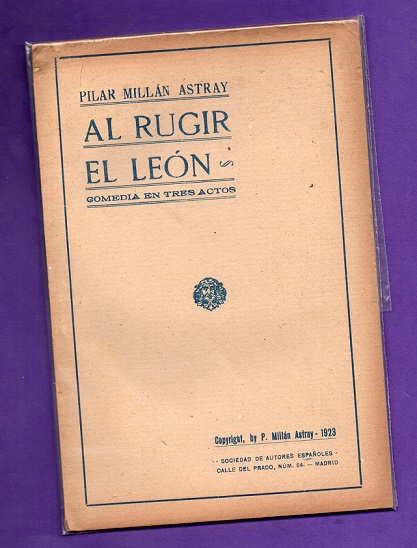 PILAR MILLÁN ASTRAY
AL RUGIR
EL LEÓN
COMEDIA EN TRES ACTOS
Copyright, by P. Millán Astray - 1923
-- SOCIEDAD DE AUTORES ESPAÑOLES -
CALLE DEL PRADO, NÚM. 24. — MADRID